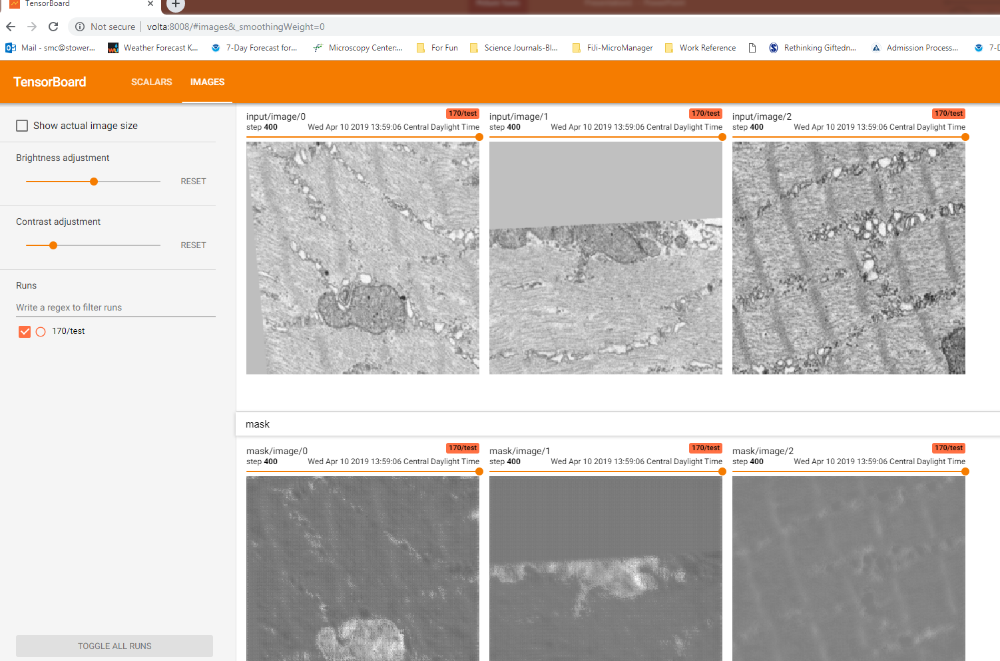 TensorBoard
Not secure | volta:8008/#images&_smoothingWeight=0
Mail - smc@stower... Weather Forecast K... 7-Day Forecast for... Microscopy Center:... For Fun Science Journals-Bl... FiJi-MicroManager Work Reference Rethinking Giftedn... Admission Process... 7-D
TensorBoard SCALARS IMAGES
Show actual image size
Brightness adjustment
RESET
Contrast adjustment
RESET
Runs
Write a regex to filter runs
170/test
TOGGLE ALL RUNS
input/image/0 170/test
step 400 Wed Apr 10 2019 13:59:06 Central Daylight Time
input/image/1 170/test
step 400 Wed Apr 10 2019 13:59:06 Central Daylight Time
input/image/2 170/test
step 400 Wed Apr 10 2019 13:59:06 Central Daylight Time
mask
mask/image/0 170/test
step 400 Wed Apr 10 2019 13:59:06 Central Daylight Time
mask/image/1 170/test
step 400 Wed Apr 10 2019 13:59:06 Central Daylight Time
mask/image/2 170/test
step 400 Wed Apr 10 2019 13:59:06 Central Daylight Time